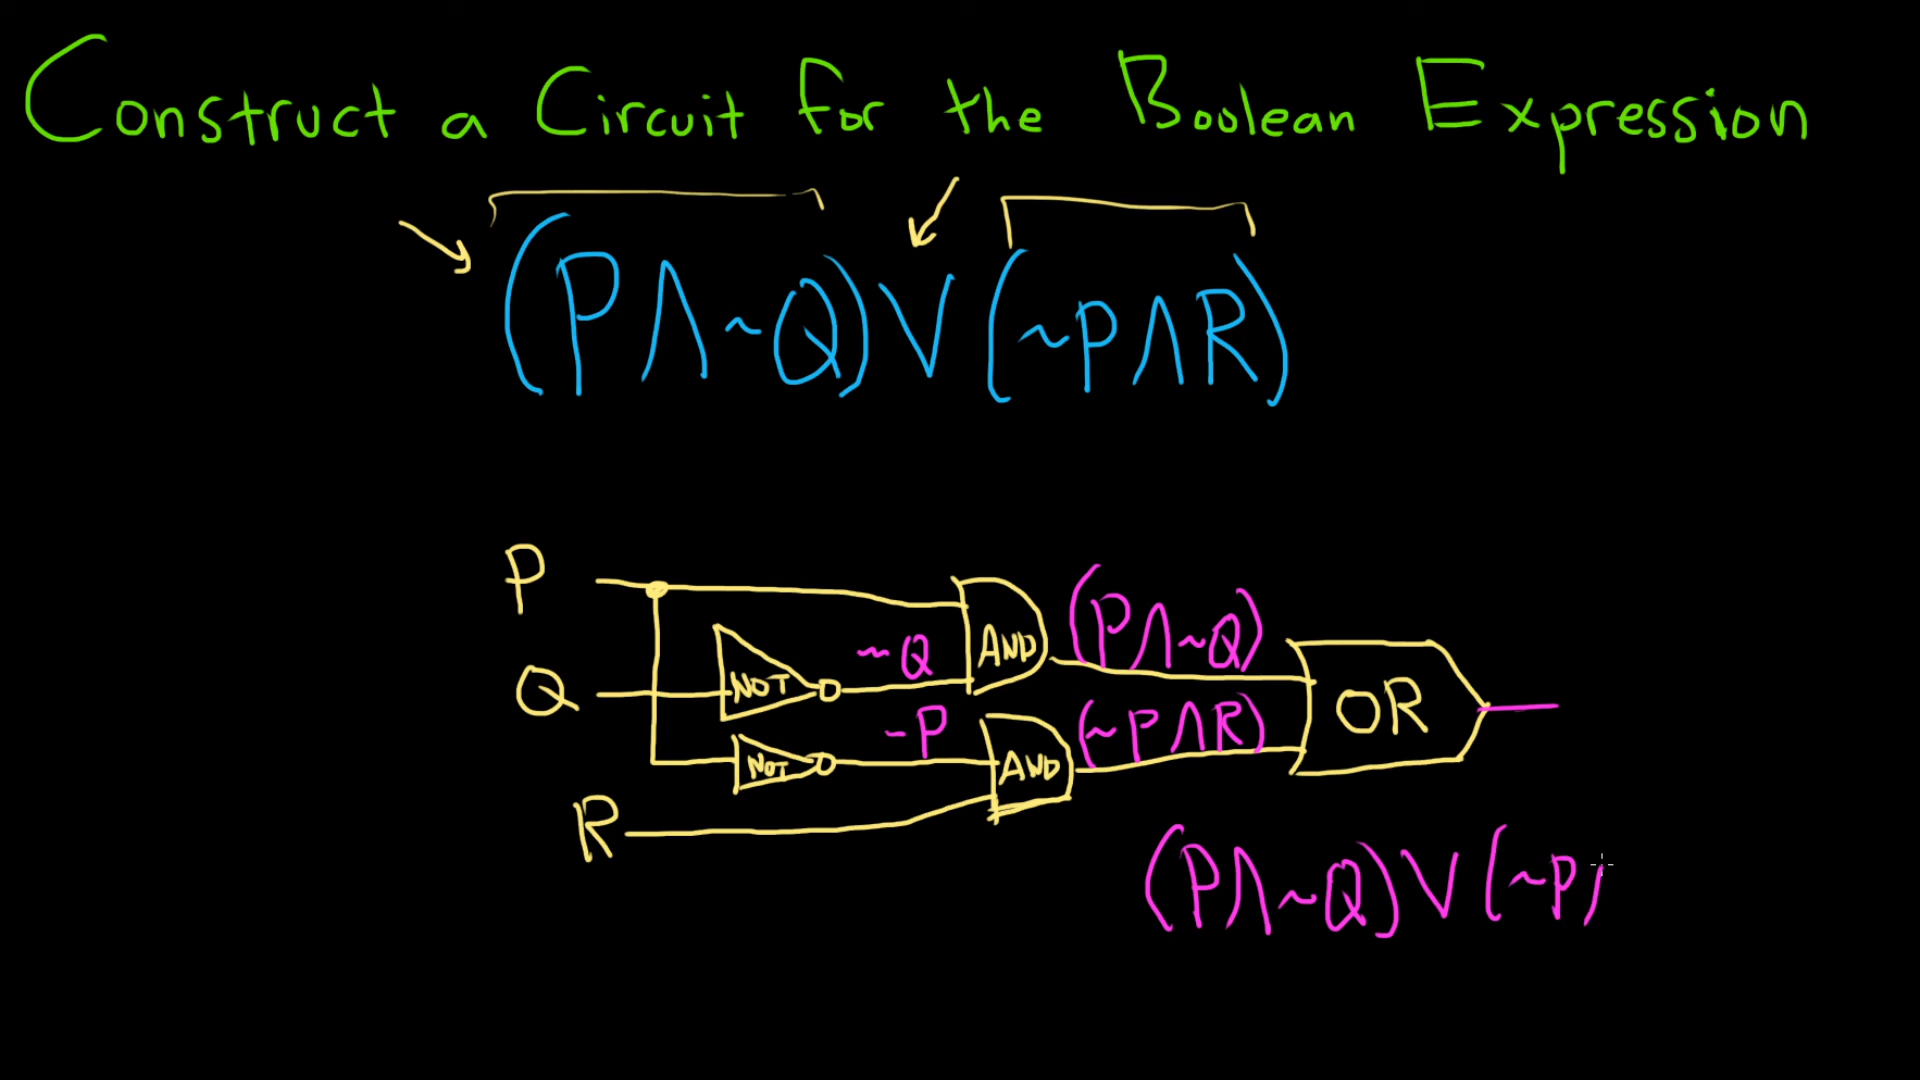 Construct a Circuit for the Boolean Expression
(P∧~Q)∨(~P∧R)
P
AND
(P∧~Q)
~Q
Q
NOT
OR
~P
(~P∧R)
NOT
AND
R
(P∧~Q)∨(~P